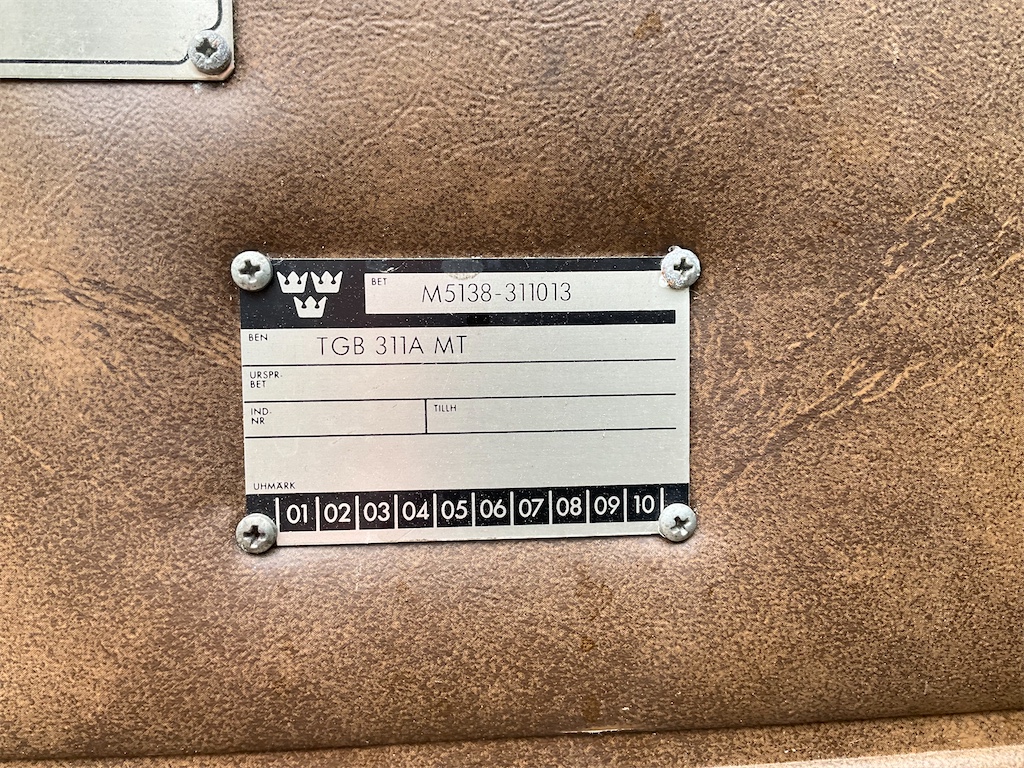 BET M5138-311013
BEN TGB 311A MT
URSPR-
BET
IND-
NR
TILLH
UHMÄRK
01 02 03 04 05 06 07 08 09 10